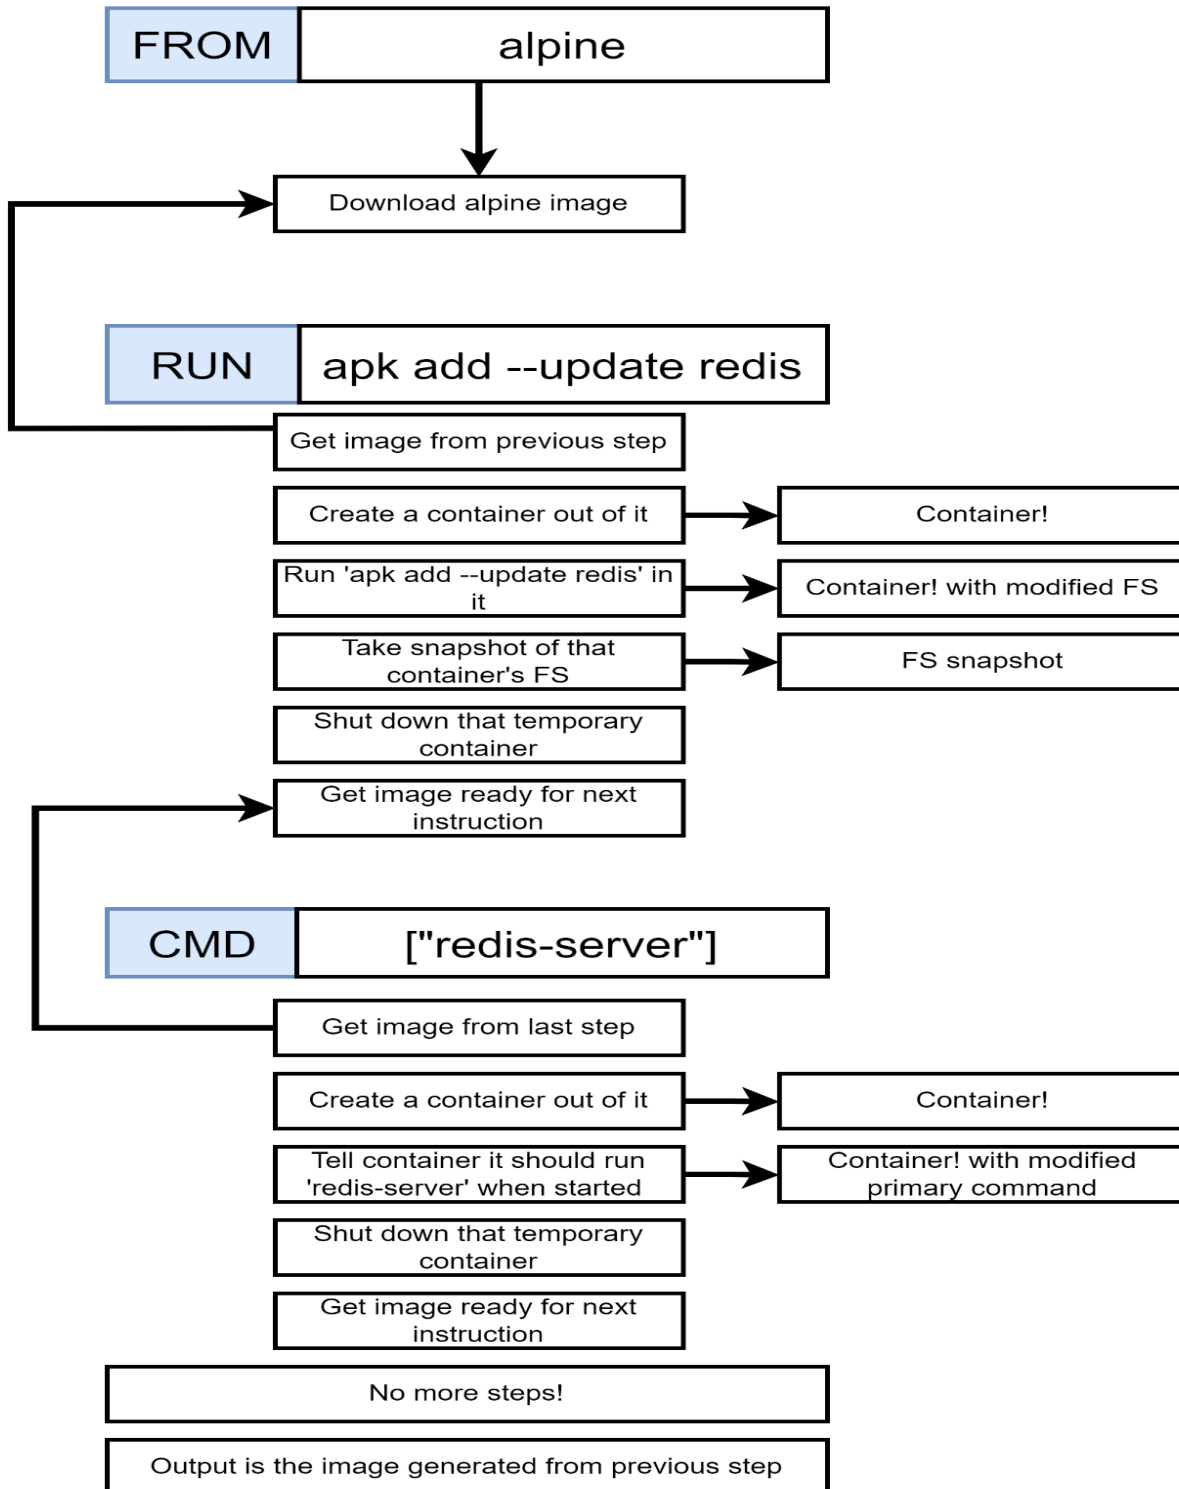 FROM alpine
Download alpine image
RUN apk add --update redis
Get image from previous step
Create a container out of it
Container!
Run 'apk add --update redis' in
it
Container! with modified FS
Take snapshot of that
container's FS
FS snapshot
Shut down that temporary
container
Get image ready for next
instruction
CMD ["redis-server"]
Get image from last step
Create a container out of it
Container!
Tell container it should run
'redis-server' when started
Container! with modified
primary command
Shut down that temporary
container
Get image ready for next
instruction
No more steps!
Output is the image generated from previous step